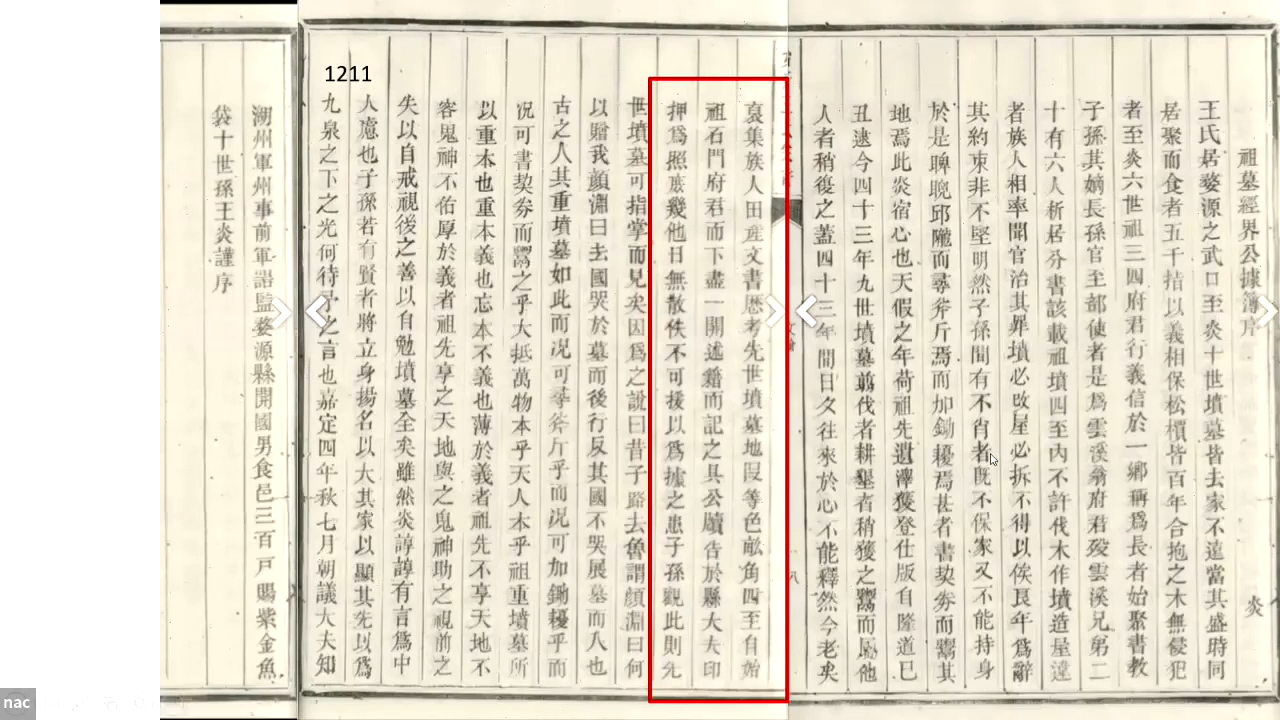 祖墓經界公據簿序
炎
王氏居婺源之武口至炎十世墳墓皆去家不遠當其盛時同
居聚而食者五千指以義相保松檟皆百年合抱之木無侵犯
者至炎六世祖三四府君行義信於一鄉稱爲長者始聚書教
子孫其嫡長孫官至部使者是爲雲溪翁府君歿雲溪兄弟二
十有六人析居分書該載祖墳四至內不許伐木作墳造屋違
者族人相率聞官治其罪墳必改屋必拆不得以俟艮年爲辭
其約束非不堅明然子孫間有不肖者既不保家又不能持身
於是睥睨邱隴而尋斧斤焉而加鋤耰焉甚者書契劵而鬻其
地焉此炎宿心也天假之年荷祖先遺澤獲登仕版自隆道巳
丑逮今四十三年九世墳墓翦伐者耕墾者稍獲之鬻而屬他
人者稍復之蓋四十三年間日夕往來於心不能釋然今老矣
裒集族人田產文書歷考先世墳墓地叚等色畝角四至自始
祖石門府君而下盡一開述籍而記之具公牘告於縣大夫印
押爲照庶幾他日無散佚不可援以爲據之患子孫觀此則先
世墳墓可指掌而見矣因爲之說曰昔子路去魯謂顔淵曰何
以贈我顔淵曰去國哭於墓而後行反其國不哭展墓而入也
古之人其重墳墓如此而況可尋斧斤乎而況可加鋤耰乎而
况可書契劵而鬻之乎大抵萬物本乎天人本乎祖重墳墓所
以重本也重本義也忘本不義也薄於義者祖先不享天地不
容鬼神不佑厚於義者祖先享之天地與之鬼神助之視前之
失以自戒視後之善以自勉墳墓全矣雖然炎諄諄有言爲中
人慮也子孫若有賢者將立身揚名以大其家以顯其先以爲
九泉之下之光何待予之言也嘉定四年秋七月朝議大夫知
1211
湖州軍州事前軍器監婺源縣開國男食邑三百戸賜紫金魚
袋十世孫王炎謹序
八
nac